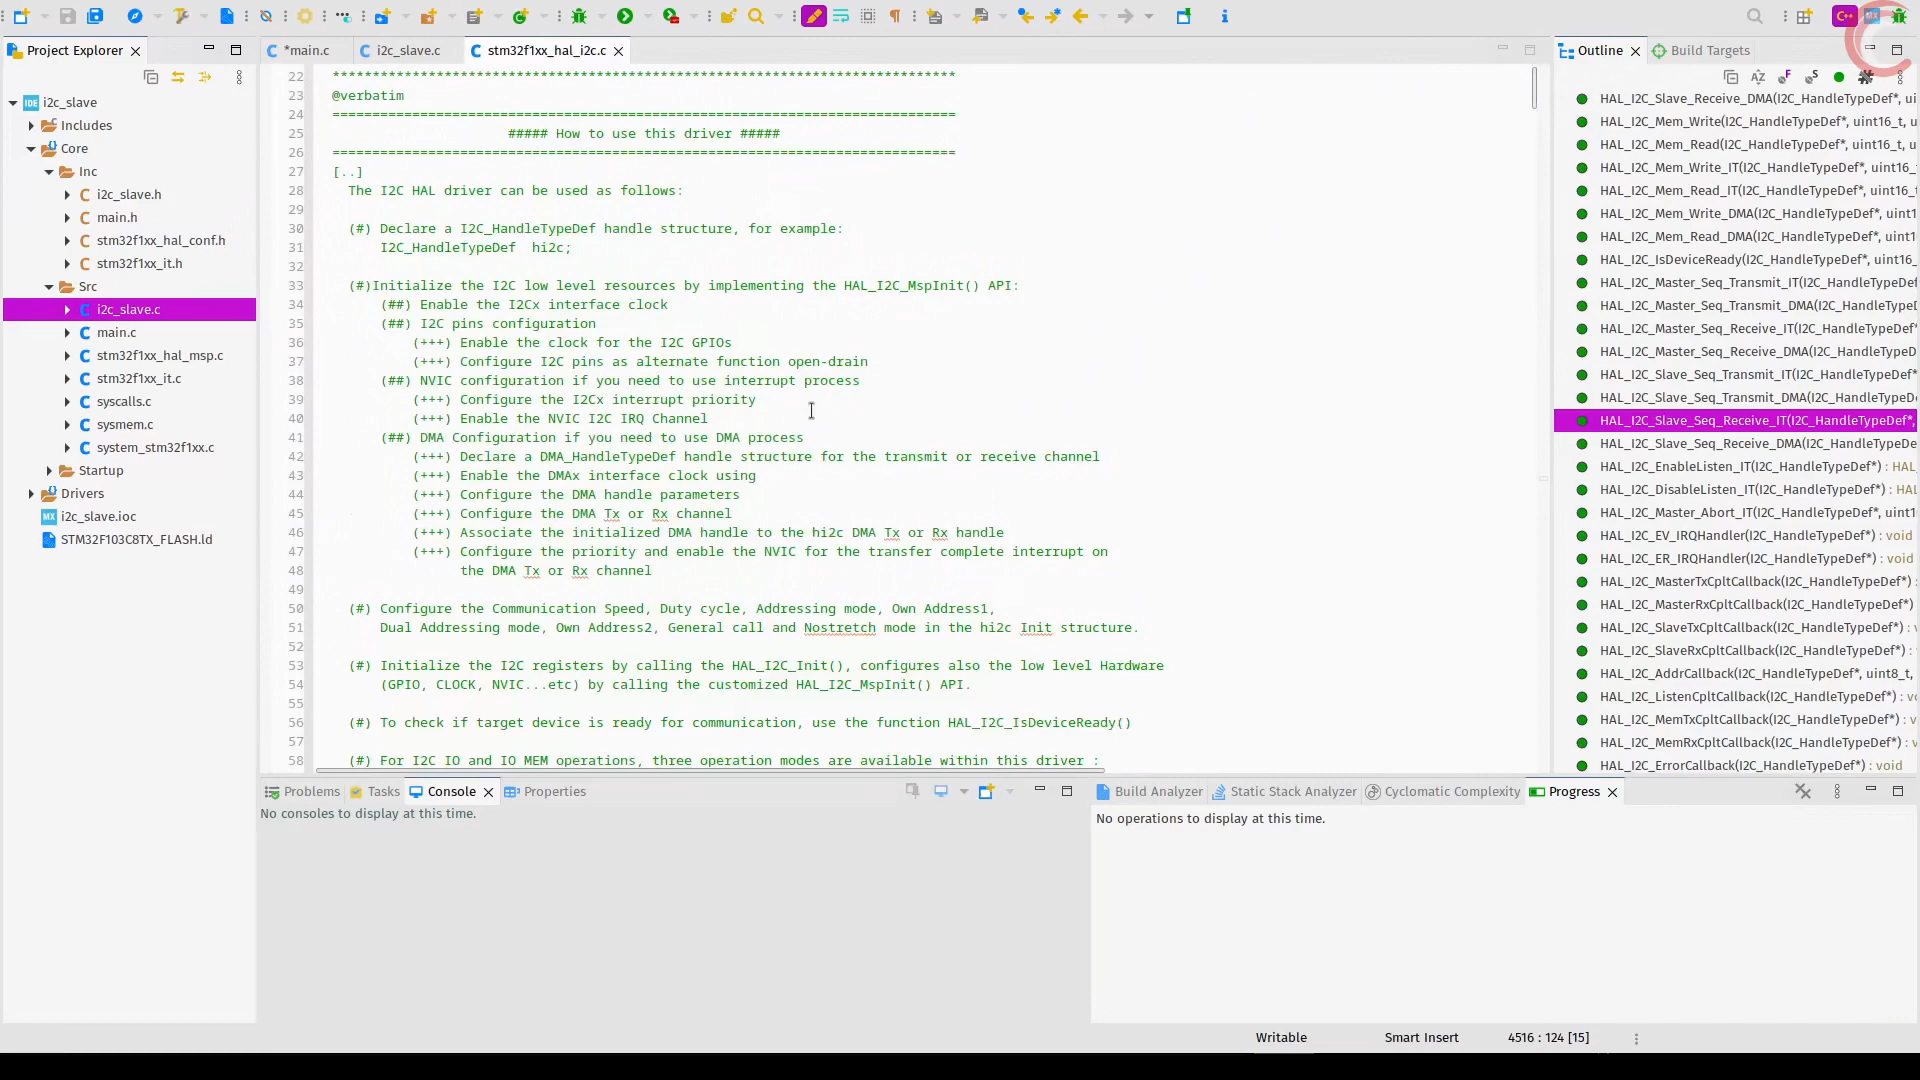 Project Explorer
*main.c
i2c_slave.c
stm32f1xx_hal_i2c.c
Outline
Build Targets
i2c_slave
Includes
Core
Inc
i2c_slave.h
main.h
stm32f1xx_hal_conf.h
stm32f1xx_it.h
Src
i2c_slave.c
main.c
stm32f1xx_hal_msp.c
stm32f1xx_it.c
syscalls.c
sysmem.c
system_stm32f1xx.c
Startup
Drivers
i2c_slave.ioc
STM32F103C8TX_FLASH.ld
22 ******************************************************************************
23 @verbatim
24 ==============================================================================
25 ##### How to use this driver #####
26 ==============================================================================
27 [..]
28 The I2C HAL driver can be used as follows:
29
30 (#) Declare a I2C_HandleTypeDef handle structure, for example:
31 I2C_HandleTypeDef  hi2c;
32
33 (#)Initialize the I2C low level resources by implementing the HAL_I2C_MspInit() API:
34 (##) Enable the I2Cx interface clock
35 (##) I2C pins configuration
36 (+++) Enable the clock for the I2C GPIOs
37 (+++) Configure I2C pins as alternate function open-drain
38 (##) NVIC configuration if you need to use interrupt process
39 (+++) Configure the I2Cx interrupt priority
40 (+++) Enable the NVIC I2C IRQ Channel
41 (##) DMA Configuration if you need to use DMA process
42 (+++) Declare a DMA_HandleTypeDef handle structure for the transmit or receive channel
43 (+++) Enable the DMAx interface clock using
44 (+++) Configure the DMA handle parameters
45 (+++) Configure the DMA Tx or Rx channel
46 (+++) Associate the initialized DMA handle to the hi2c DMA Tx or Rx handle
47 (+++) Configure the priority and enable the NVIC for the transfer complete interrupt on
48 the DMA Tx or Rx channel
49
50 (#) Configure the Communication Speed, Duty cycle, Addressing mode, Own Address1,
51 Dual Addressing mode, Own Address2, General call and Nostretch mode in the hi2c Init structure.
52
53 (#) Initialize the I2C registers by calling the HAL_I2C_Init(), configures also the low level Hardware
54 (GPIO, CLOCK, NVIC...etc) by calling the customized HAL_I2C_MspInit() API.
55
56 (#) To check if target device is ready for communication, use the function HAL_I2C_IsDeviceReady()
57
58 (#) For I2C IO and IO MEM operations, three operation modes are available within this driver :
HAL_I2C_Slave_Receive_DMA(I2C_HandleTypeDef*, ui
HAL_I2C_Mem_Write(I2C_HandleTypeDef*, uint16_t, u
HAL_I2C_Mem_Read(I2C_HandleTypeDef*, uint16_t, u
HAL_I2C_Mem_Write_IT(I2C_HandleTypeDef*, uint16_
HAL_I2C_Mem_Read_IT(I2C_HandleTypeDef*, uint16_t
HAL_I2C_Mem_Write_DMA(I2C_HandleTypeDef*, uint1
HAL_I2C_Mem_Read_DMA(I2C_HandleTypeDef*, uint1
HAL_I2C_IsDeviceReady(I2C_HandleTypeDef*, uint16_
HAL_I2C_Master_Seq_Transmit_IT(I2C_HandleTypeDef
HAL_I2C_Master_Seq_Transmit_DMA(I2C_HandleTypeD
HAL_I2C_Master_Seq_Receive_IT(I2C_HandleTypeDef*
HAL_I2C_Master_Seq_Receive_DMA(I2C_HandleTypeD
HAL_I2C_Slave_Seq_Transmit_IT(I2C_HandleTypeDef*
HAL_I2C_Slave_Seq_Transmit_DMA(I2C_HandleTypeDe
HAL_I2C_Slave_Seq_Receive_IT(I2C_HandleTypeDef*,
HAL_I2C_Slave_Seq_Receive_DMA(I2C_HandleTypeDe
HAL_I2C_EnableListen_IT(I2C_HandleTypeDef*) : HAL_
HAL_I2C_DisableListen_IT(I2C_HandleTypeDef*) : HAL
HAL_I2C_Master_Abort_IT(I2C_HandleTypeDef*, uint1
HAL_I2C_EV_IRQHandler(I2C_HandleTypeDef*) : void
HAL_I2C_ER_IRQHandler(I2C_HandleTypeDef*) : void
HAL_I2C_MasterTxCpltCallback(I2C_HandleTypeDef*)
HAL_I2C_MasterRxCpltCallback(I2C_HandleTypeDef*)
HAL_I2C_SlaveTxCpltCallback(I2C_HandleTypeDef*) : v
HAL_I2C_SlaveRxCpltCallback(I2C_HandleTypeDef*) : v
HAL_I2C_AddrCallback(I2C_HandleTypeDef*, uint8_t,
HAL_I2C_ListenCpltCallback(I2C_HandleTypeDef*) : vo
HAL_I2C_MemTxCpltCallback(I2C_HandleTypeDef*) : v
HAL_I2C_MemRxCpltCallback(I2C_HandleTypeDef*) : v
HAL_I2C_ErrorCallback(I2C_HandleTypeDef*) : void
Problems
Tasks
Console
Properties
No consoles to display at this time.
Build Analyzer
Static Stack Analyzer
Cyclomatic Complexity
Progress
No operations to display at this time.
Writable
Smart Insert
4516 : 124 [15]